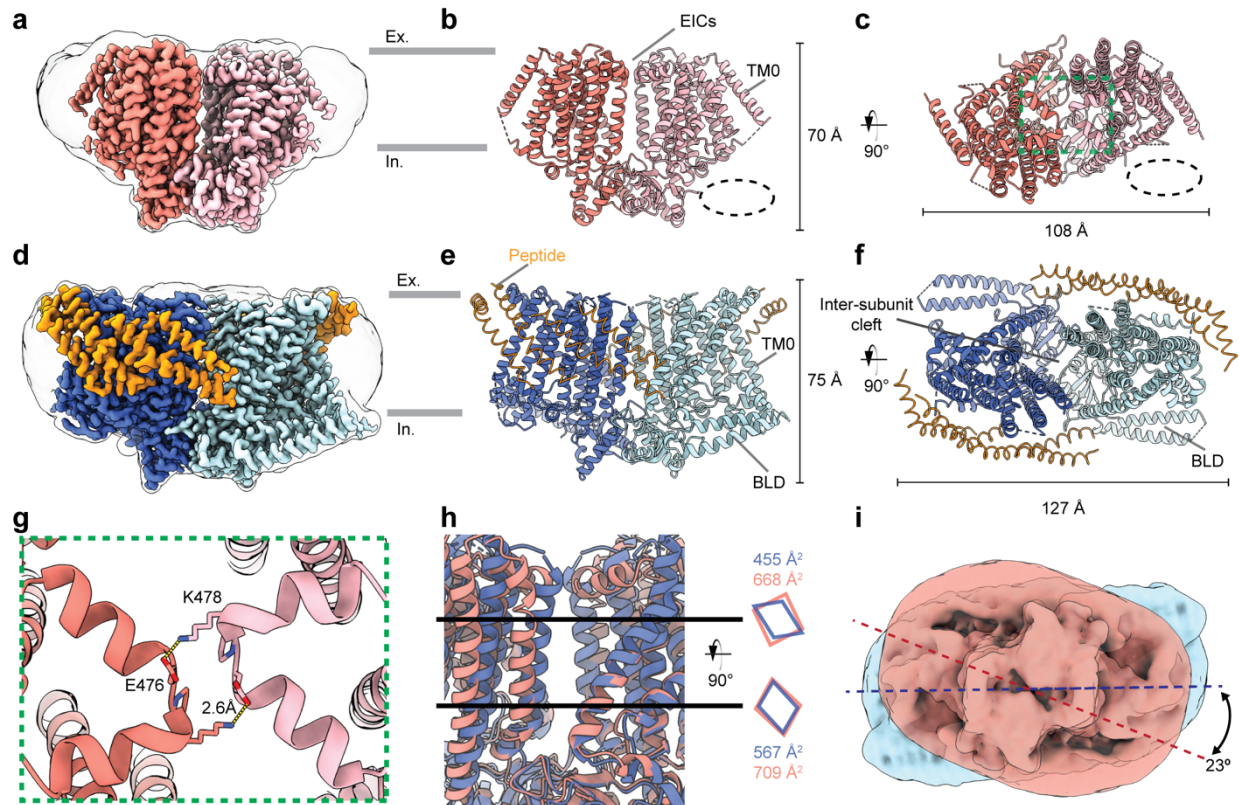 a
Ex.
In.
b
EICs
TM0
70 Å
90°
c
108 Å
d
Ex.
In.
e
Peptide
TM0
BLD
75 Å
90°
f
Inter-subunit
cleft
BLD
127 Å
g
K478
E476
2.6Å
h
455 Å²
668 Å²
90°
567 Å²
709 Å²
i
23º